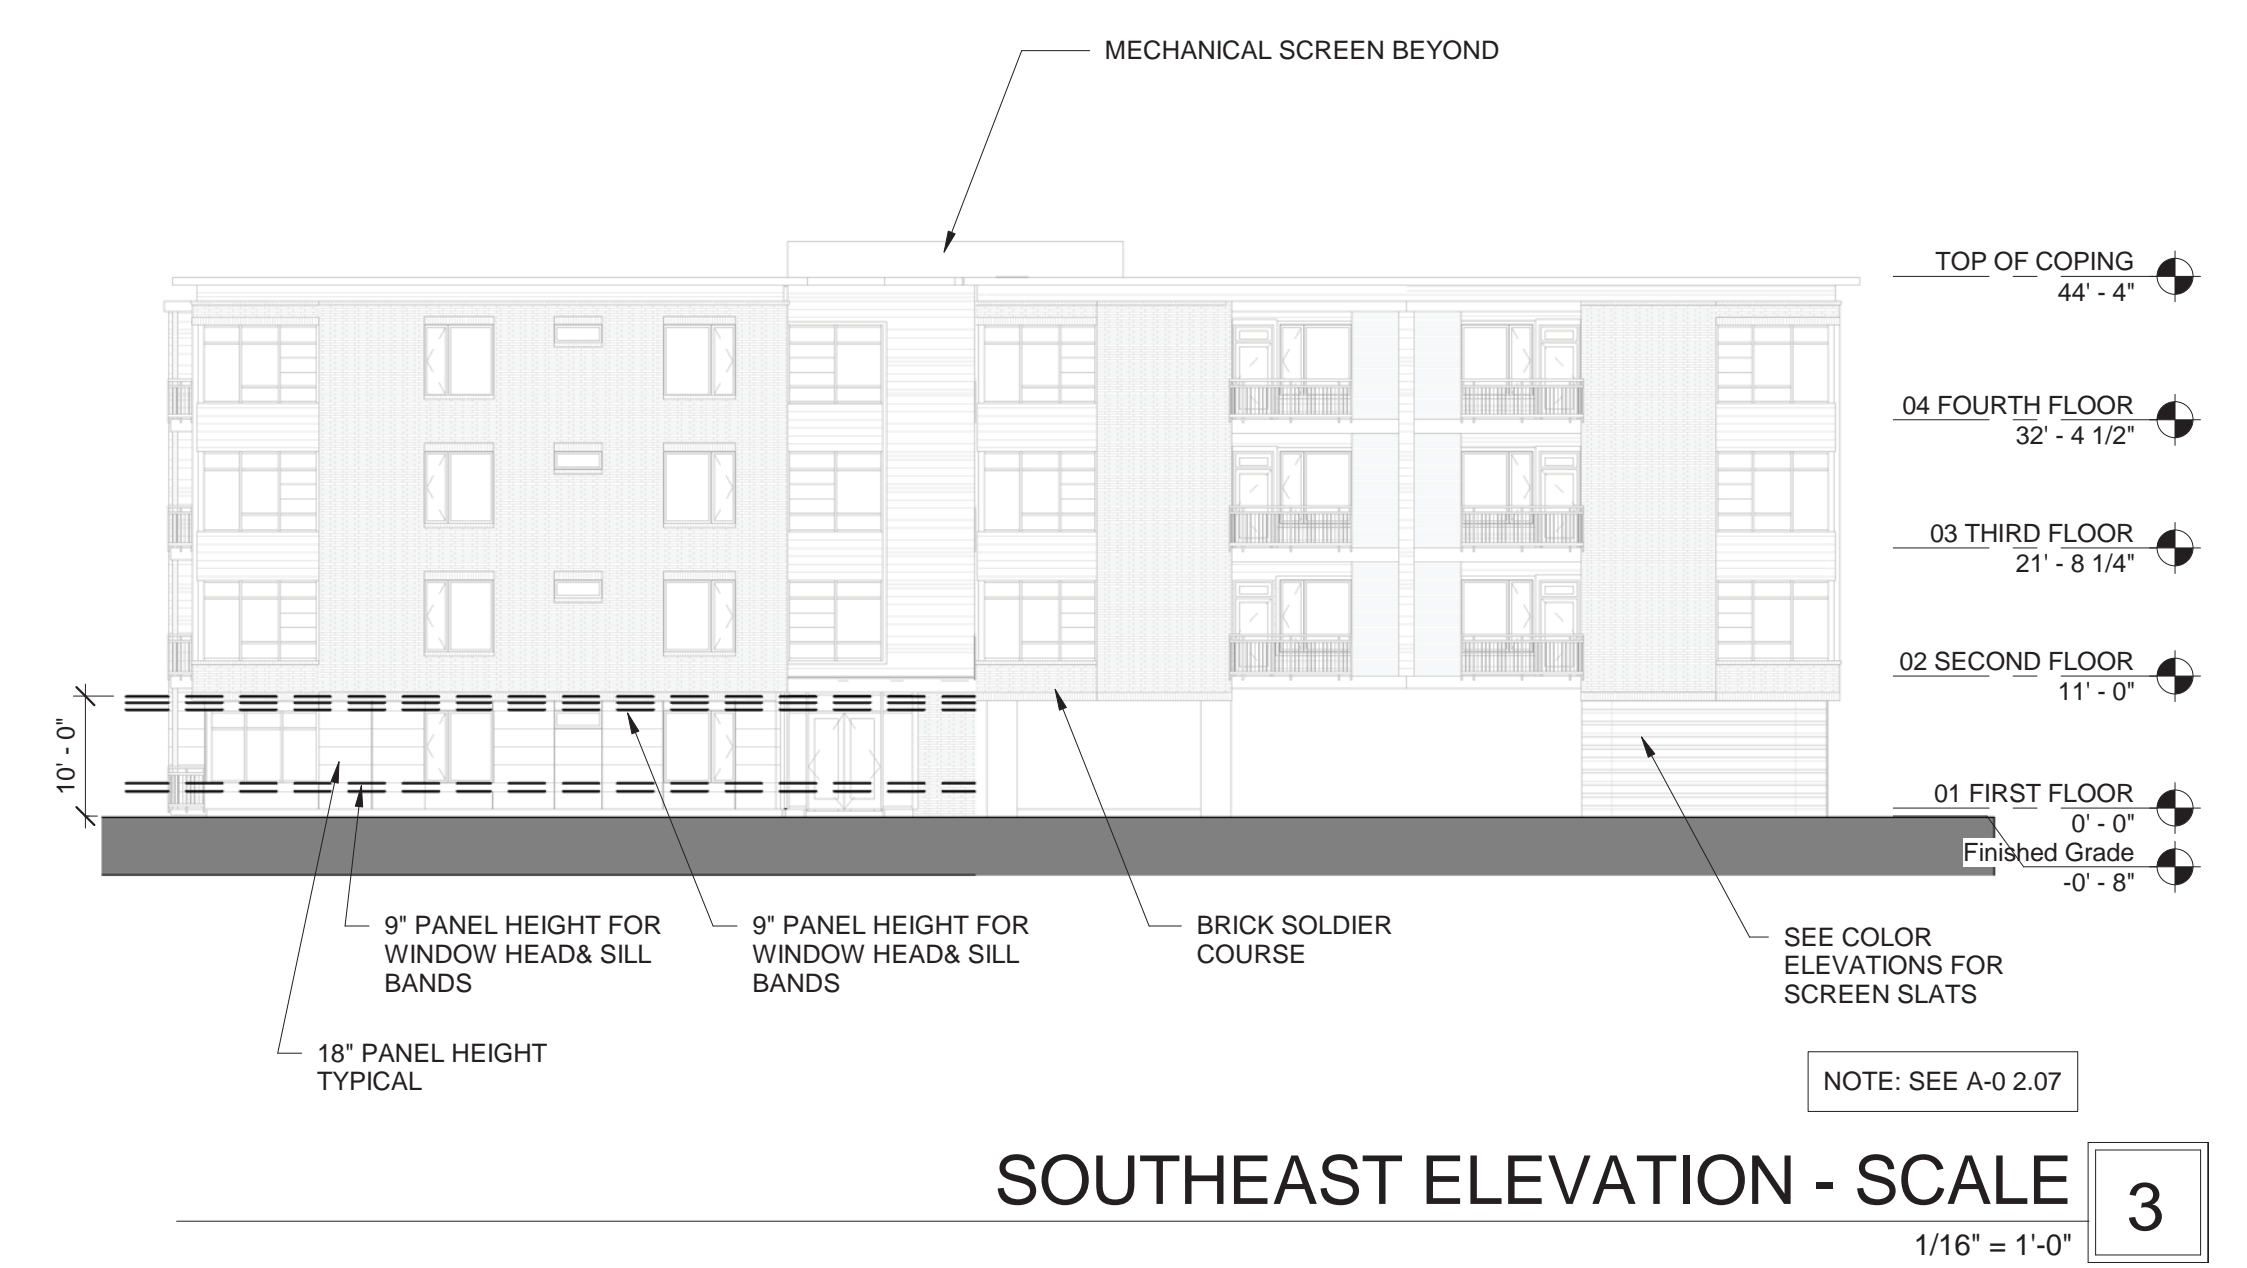 MECHANICAL SCREEN BEYOND
TOP OF COPING
44' - 4"
04 FOURTH FLOOR
32' - 4 1/2"
03 THIRD FLOOR
21' - 8 1/4"
02 SECOND FLOOR
11' - 0"
10' - 0"
01 FIRST FLOOR
0' - 0"
Finished Grade
-0' - 8"
9" PANEL HEIGHT FOR
WINDOW HEAD& SILL
BANDS
9" PANEL HEIGHT FOR
WINDOW HEAD& SILL
BANDS
BRICK SOLDIER
COURSE
SEE COLOR
ELEVATIONS FOR
SCREEN SLATS
18" PANEL HEIGHT
TYPICAL
NOTE: SEE A-0 2.07
SOUTHEAST ELEVATION - SCALE
3
1/16" = 1'-0"